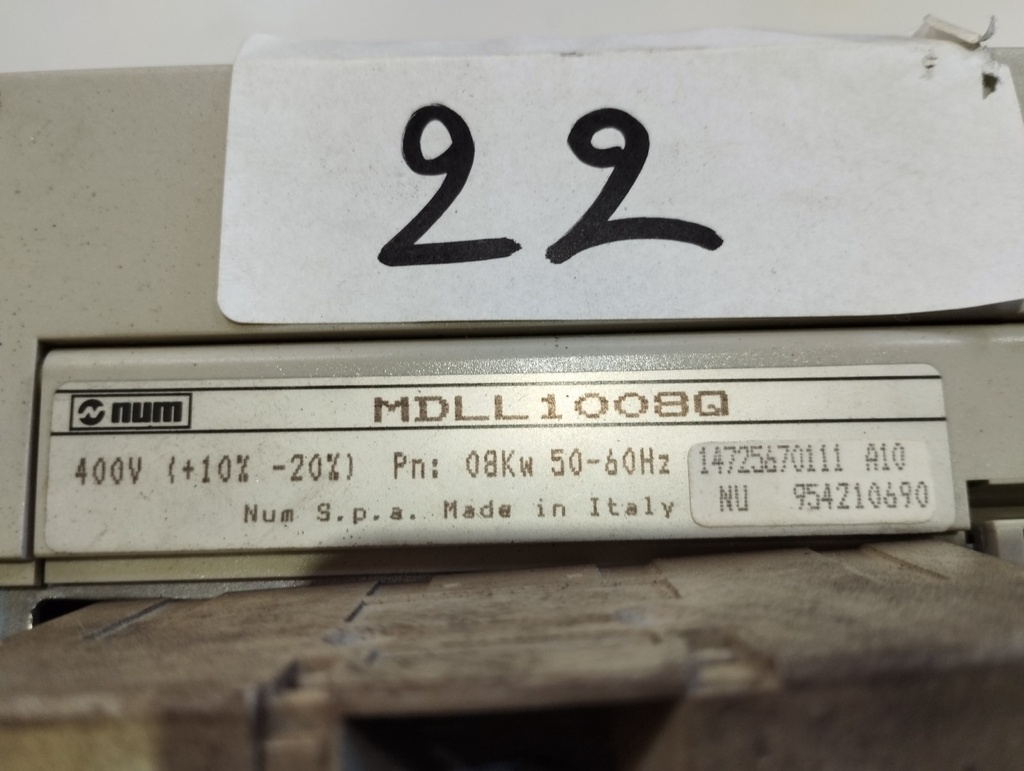 22
num MDLL1008Q
400V (+10% -20%) Pn: 08Kw 50-60Hz
14725670111 A10
NU 954210690
Num S.p.a. Made in Italy